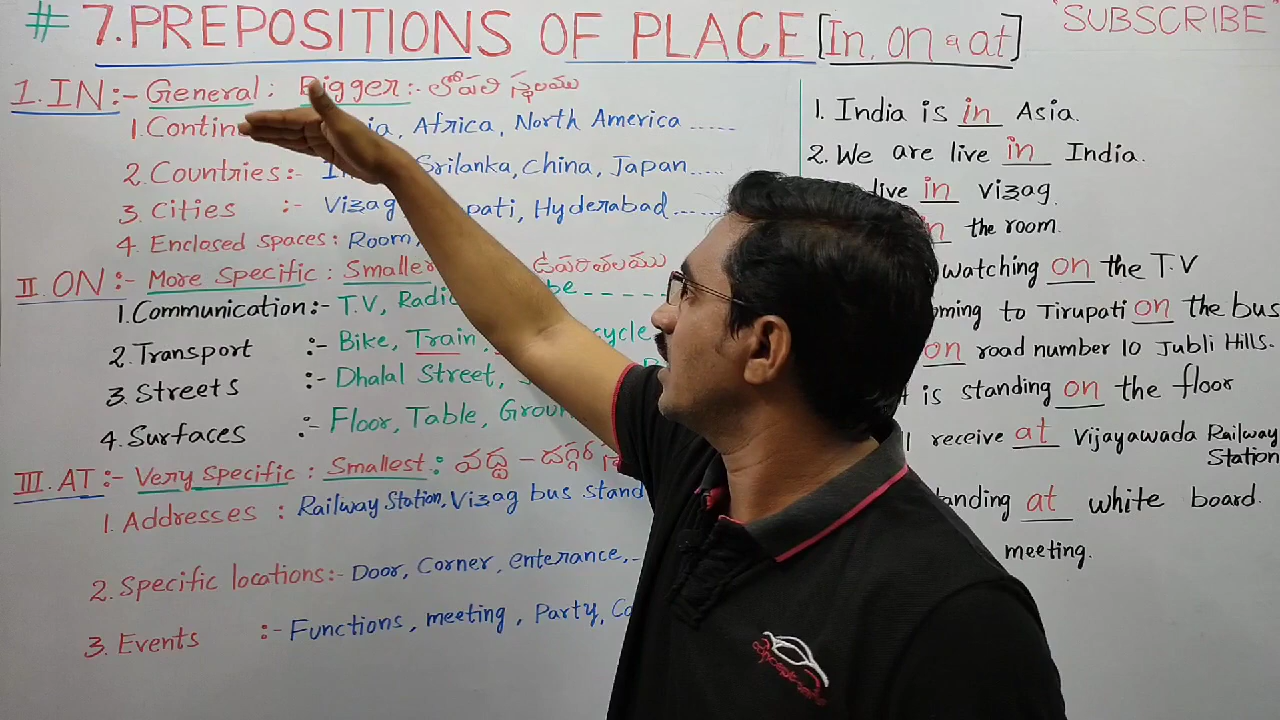 # 7. PREPOSITIONS OF PLACE [In, on & at]
"SUBSCRIBE"
1. IN :- General : Bigger :- లోపలి స్థలము
1. Contin ia, Africa, North America .....
2. Countries :- In Srilanka, China, Japan.....
3. Cities :- Vizag, pati, Hyderabad......
4. Enclosed spaces : Room,
II. ON :- More Specific : Smaller ఉపరితలము
1. Communication :- T.V, Radi be - - - -
2. Transport :- Bike, Train, cycle
3. Streets :- Dhalal Street,
4. Surfaces :- Floor, Table, Groun
III. AT :- Very Specific : Smallest : వద్ద - దగ్గర
1. Addresses : Railway Station, Vizag bus stand
2. Specific locations :- Door, Corner, enterance,
3. Events :- Functions, meeting, Party, Co
1. India is in Asia.
2. We are live in India.
live in vizag.
in the room.
watching on the T.V
oming to Tirupati on the bus
on road number 10 Jubli Hills.
is standing on the floor
receive at Vijayawada Railway Station
tanding at white board.
meeting.